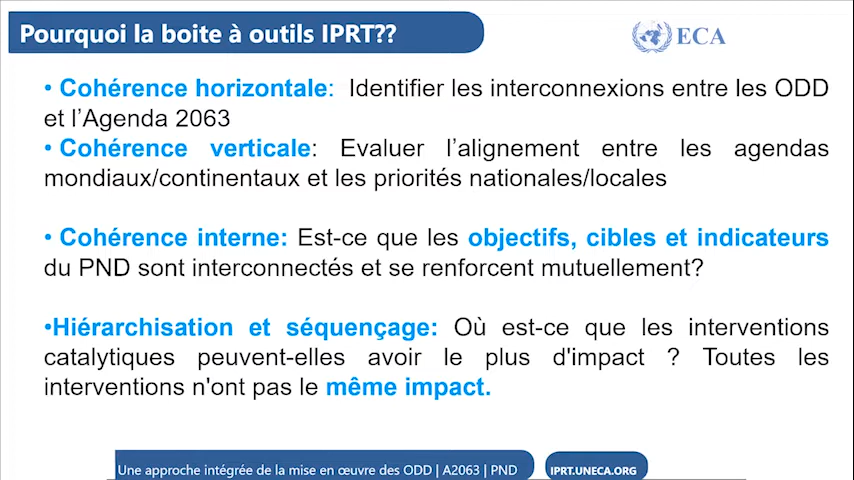 Pourquoi la boite à outils IPRT??
ECA
• Cohérence horizontale: Identifier les interconnexions entre les ODD
et l’Agenda 2063
• Cohérence verticale: Evaluer l’alignement entre les agendas
mondiaux/continentaux et les priorités nationales/locales
• Cohérence interne: Est-ce que les objectifs, cibles et indicateurs
du PND sont interconnectés et se renforcent mutuellement?
•Hiérarchisation et séquençage: Où est-ce que les interventions
catalytiques peuvent-elles avoir le plus d'impact ? Toutes les
interventions n'ont pas le même impact.
Une approche intégrée de la mise en œuvre des ODD | A2063 | PND
IPRT.UNECA.ORG